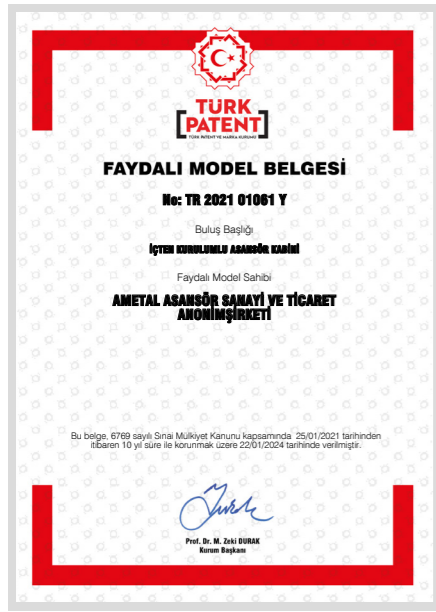 TÜRK
PATENT
TÜRK PATENT VE MARKA KURUMU
FAYDALI MODEL BELGESİ
No: TR 2021 01061 Y
Buluş Başlığı
İÇTEN KURULUMLU ASANSÖR KABİNİ
Faydalı Model Sahibi
AMETAL ASANSÖR SANAYİ VE TİCARET
ANONİMŞİRKETİ
Bu belge, 6769 sayılı Sınai Mülkiyet Kanunu kapsamında 25/01/2021 tarihinden
itibaren 10 yıl süre ile korunmak üzere 22/01/2024 tarihinde verilmiştir.
Prof. Dr. M. Zeki DURAK
Kurum Başkanı